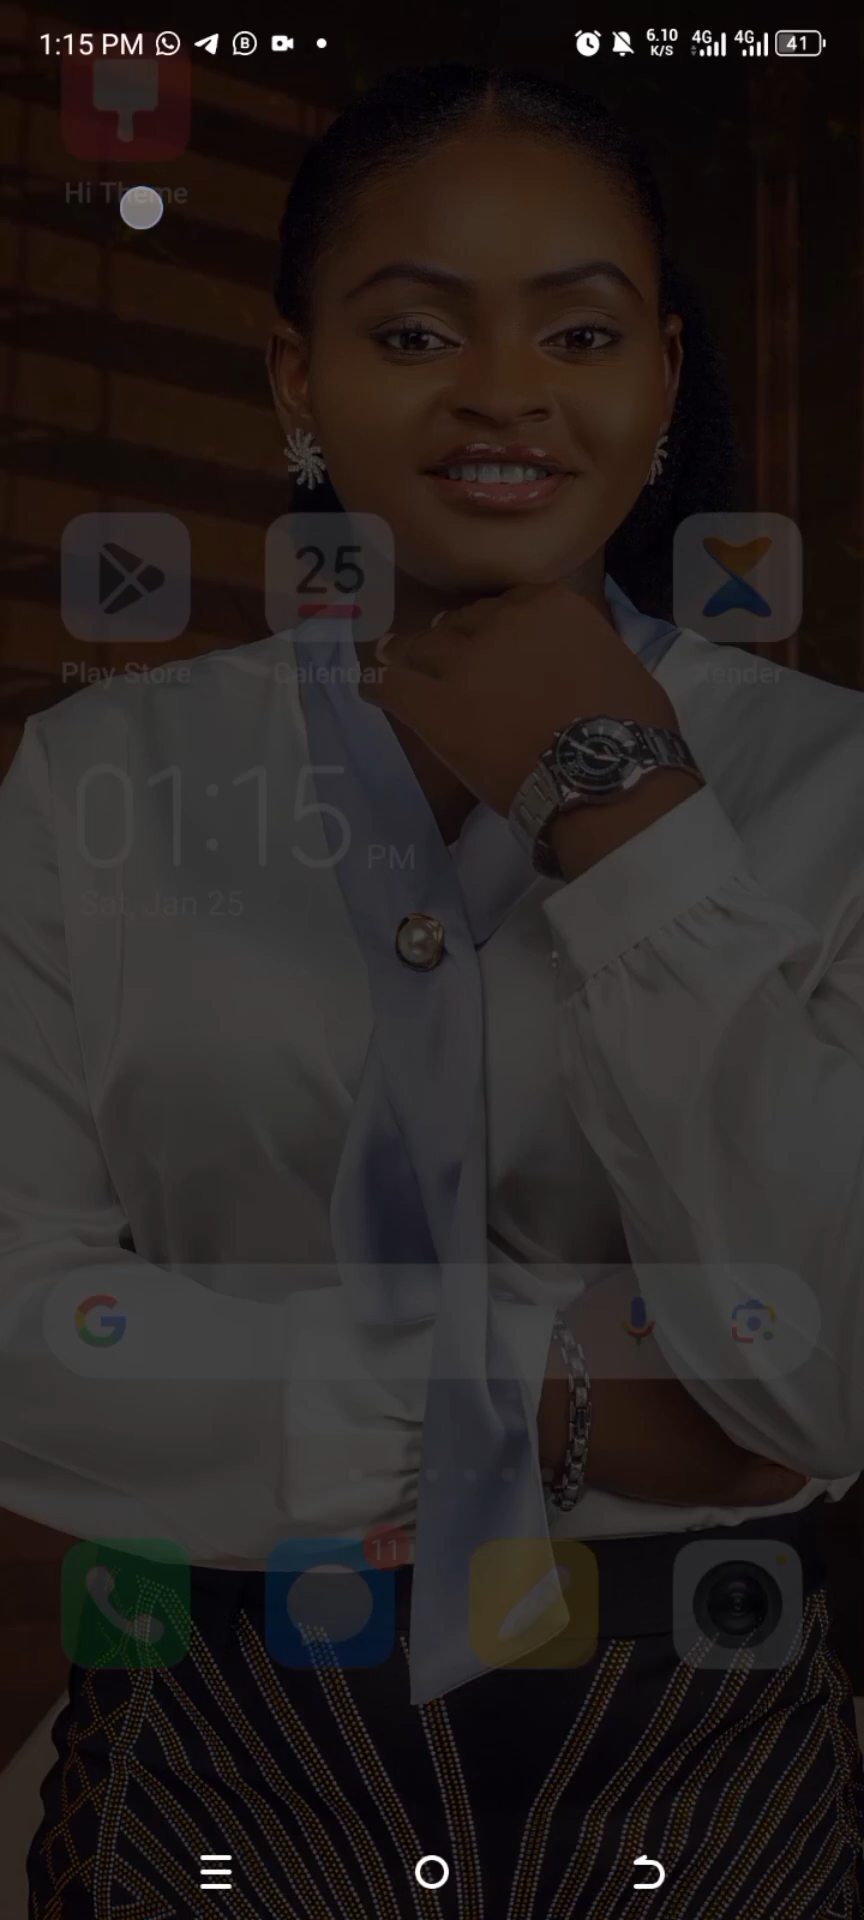 1:15 PM
6.10
K/S
4G
4G
41
Hi Theme
25
Play Store
Calendar
Xender
01:15 PM
Sat, Jan 25
G
11